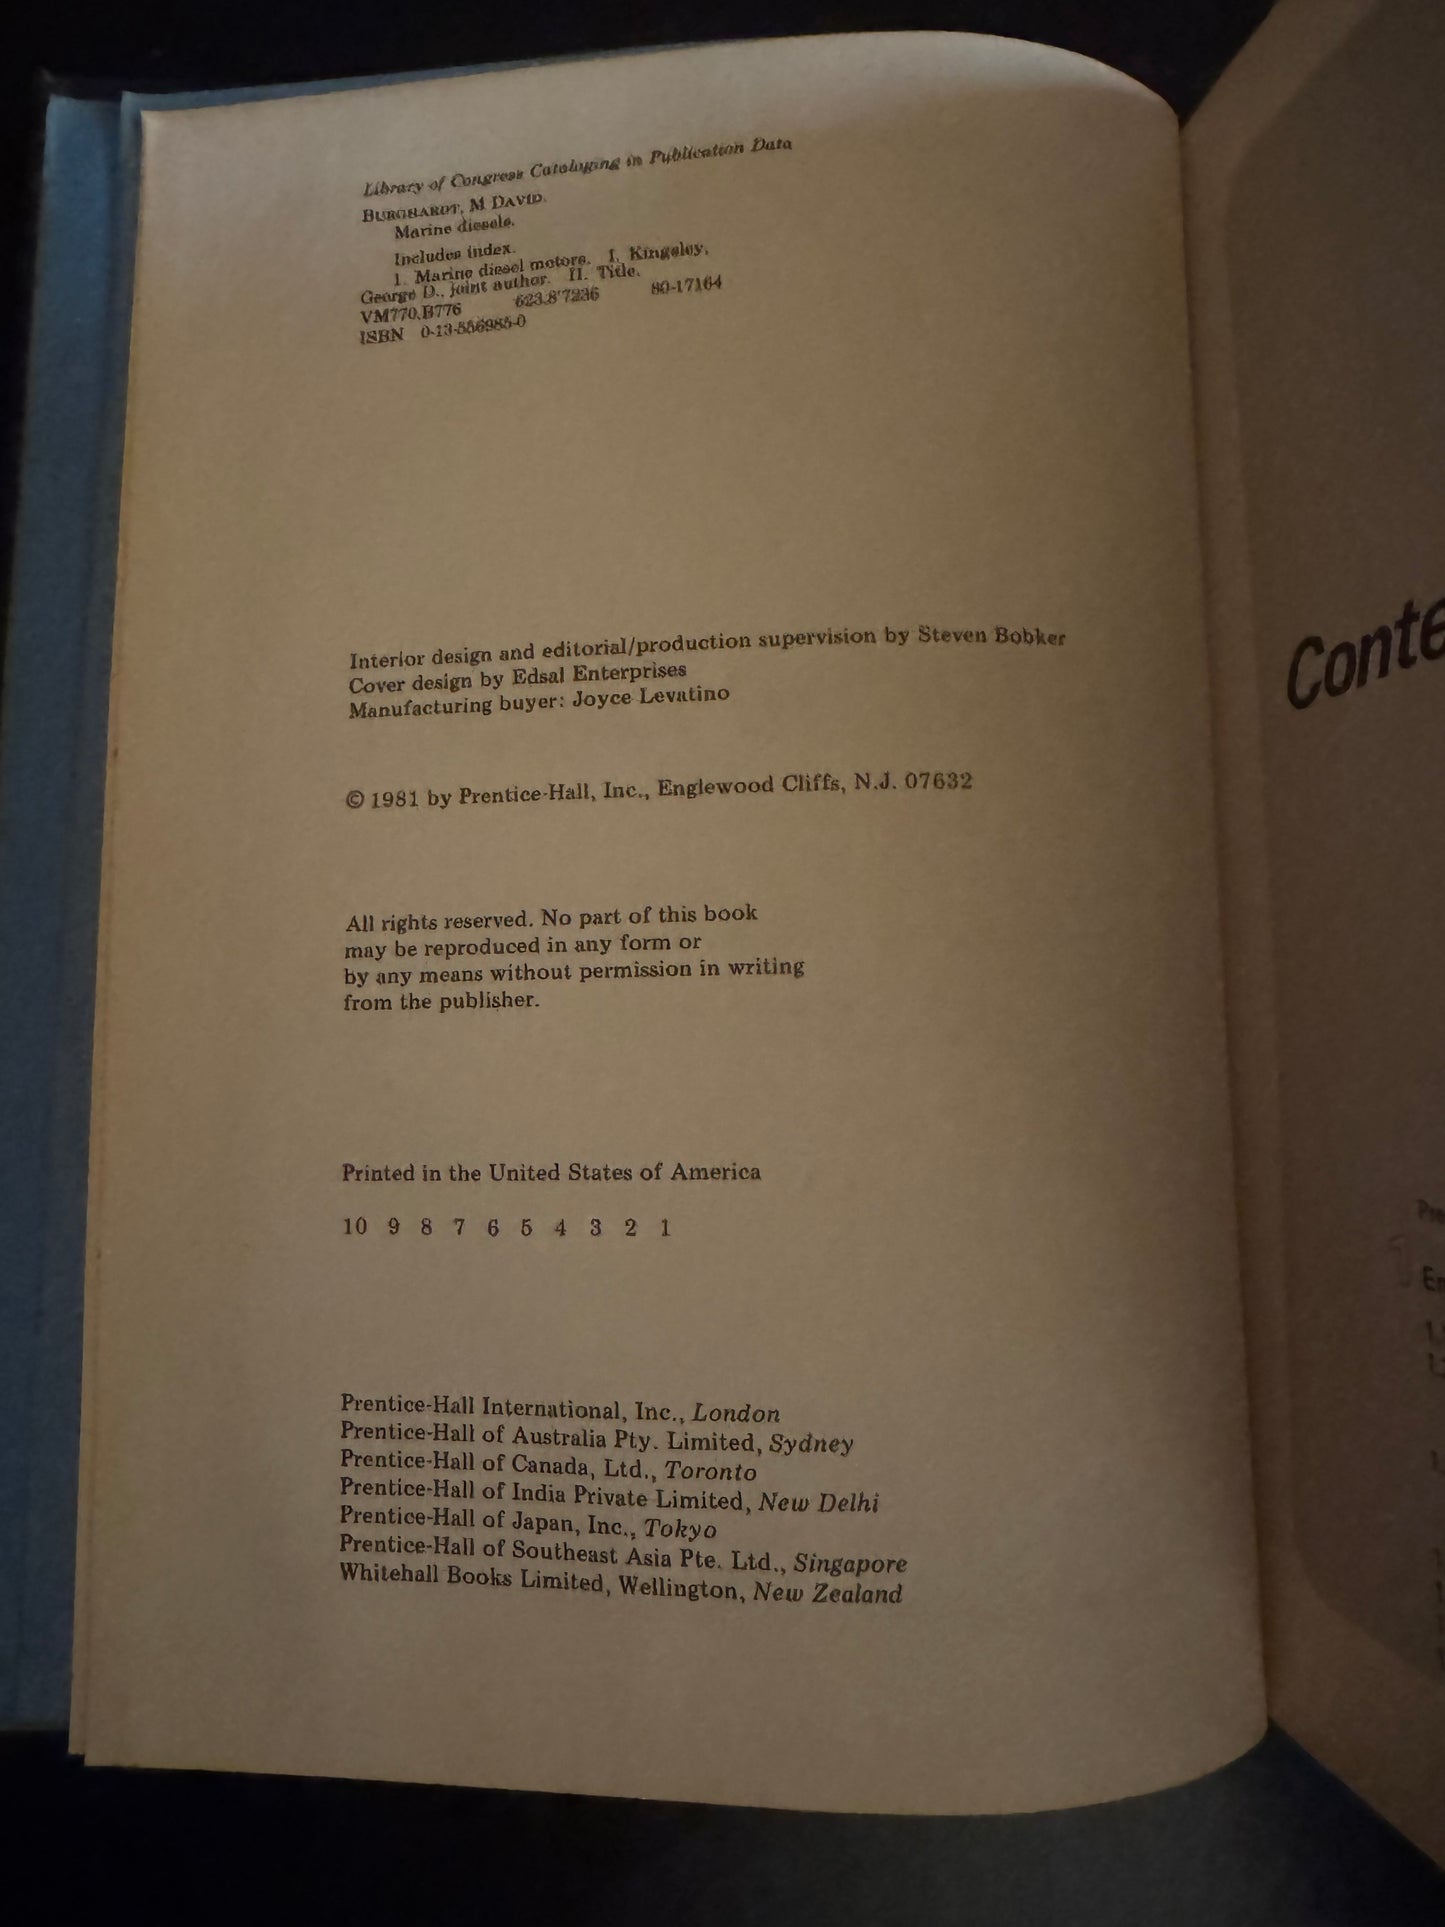 Library of Congress Cataloging in Publication Data
BURGHARDT, M DAVID.
Marine diesels.
Includes index.
1. Marine diesel motors. I. Kingsley,
George D., joint author. II. Title.
VM770.B776 623.8'7236 80-17164
ISBN 0-13-556985-0
Interior design and editorial/production supervision by Steven Bobker
Cover design by Edsal Enterprises
Manufacturing buyer: Joyce Levatino
© 1981 by Prentice-Hall, Inc., Englewood Cliffs, N.J. 07632
All rights reserved. No part of this book
may be reproduced in any form or
by any means without permission in writing
from the publisher.
Printed in the United States of America
10 9 8 7 6 5 4 3 2 1
Prentice-Hall International, Inc., London
Prentice-Hall of Australia Pty. Limited, Sydney
Prentice-Hall of Canada, Ltd., Toronto
Prentice-Hall of India Private Limited, New Delhi
Prentice-Hall of Japan, Inc., Tokyo
Prentice-Hall of Southeast Asia Pte. Ltd., Singapore
Whitehall Books Limited, Wellington, New Zealand
Conte